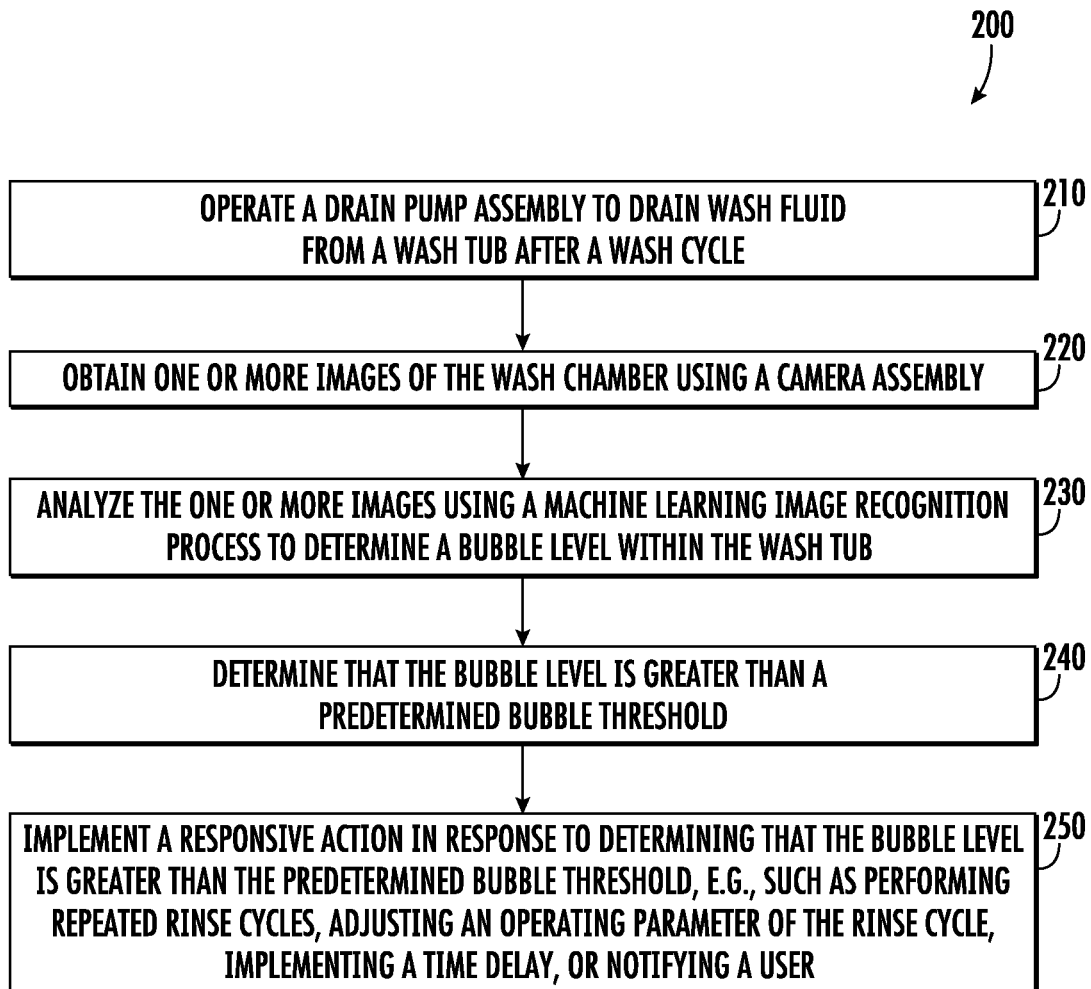 200
OPERATE A DRAIN PUMP ASSEMBLY TO DRAIN WASH FLUID
FROM A WASH TUB AFTER A WASH CYCLE
210
OBTAIN ONE OR MORE IMAGES OF THE WASH CHAMBER USING A CAMERA ASSEMBLY
220
ANALYZE THE ONE OR MORE IMAGES USING A MACHINE LEARNING IMAGE RECOGNITION
PROCESS TO DETERMINE A BUBBLE LEVEL WITHIN THE WASH TUB
230
DETERMINE THAT THE BUBBLE LEVEL IS GREATER THAN A
PREDETERMINED BUBBLE THRESHOLD
240
IMPLEMENT A RESPONSIVE ACTION IN RESPONSE TO DETERMINING THAT THE BUBBLE LEVEL
IS GREATER THAN THE PREDETERMINED BUBBLE THRESHOLD, E.G., SUCH AS PERFORMING
REPEATED RINSE CYCLES, ADJUSTING AN OPERATING PARAMETER OF THE RINSE CYCLE,
IMPLEMENTING A TIME DELAY, OR NOTIFYING A USER
250